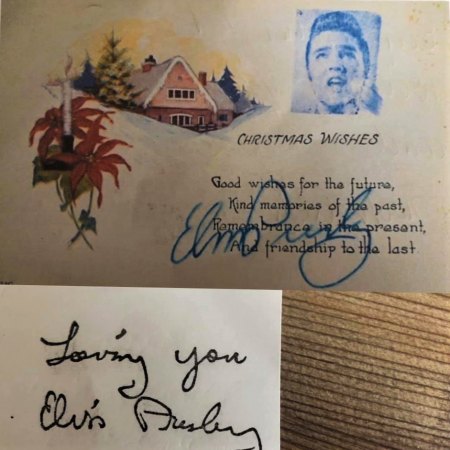 CHRISTMAS WISHES
Good wishes for the future,
Kind memories of the past,
Remembrance in the present,
And friendship to the last.
Elvis Presley
Loving you
Elvis Presley